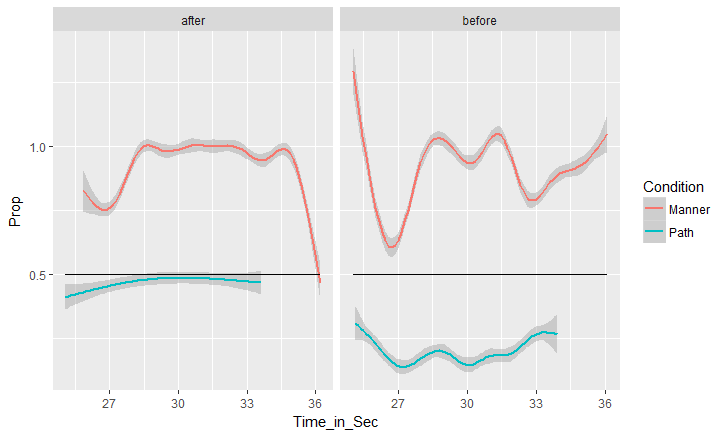 after before
1.0
0.5
Prop
27 30 33 36 27 30 33 36
Time_in_Sec
Condition
Manner
Path